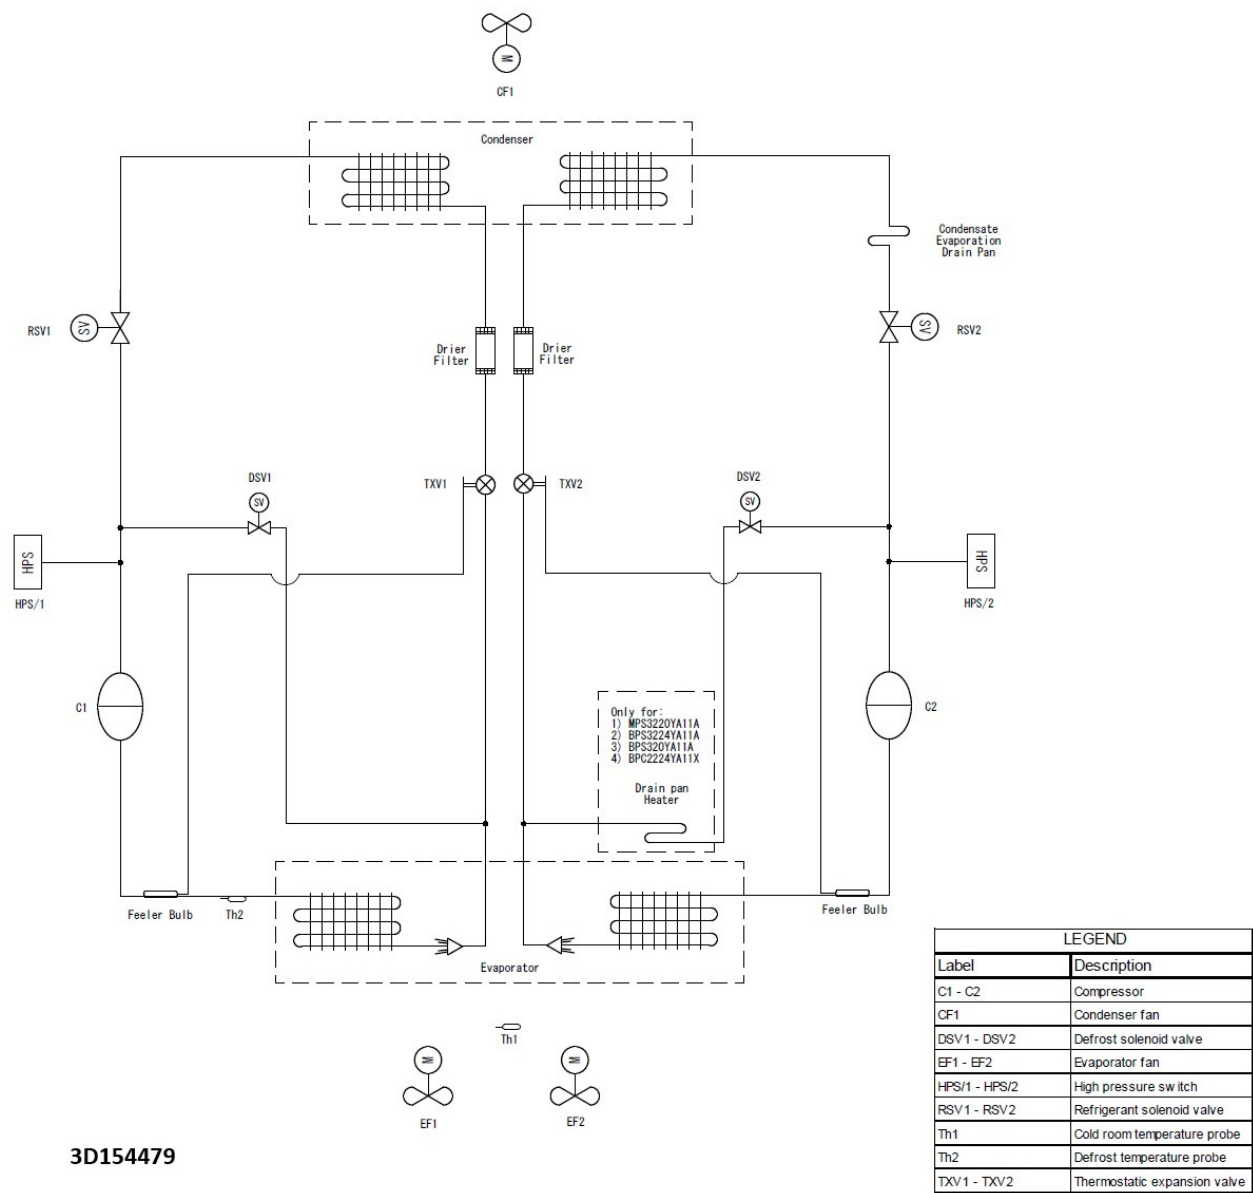 M
CF1
Condenser
Condensate
Evaporation
Drain Pan
RSV1
SV
SV
RSV2
Drier
Filter
Drier
Filter
DSV1
SV
TXV1
TXV2
DSV2
SV
HPS
HPS/1
HPS
HPS/2
C1
C2
Only for:
1) MPS3220YA11A
2) BPS3224YA11A
3) BPS320YA11A
4) BPC2224YA11X
Drain pan
Heater
Feeler Bulb
Th2
Feeler Bulb
Evaporator
Th1
M
EF1
M
EF2
3D154479
LEGEND
Label Description
C1 - C2 Compressor
CF1 Condenser fan
DSV1 - DSV2 Defrost solenoid valve
EF1 - EF2 Evaporator fan
HPS/1 - HPS/2 High pressure switch
RSV1 - RSV2 Refrigerant solenoid valve
Th1 Cold room temperature probe
Th2 Defrost temperature probe
TXV1 - TXV2 Thermostatic expansion valve